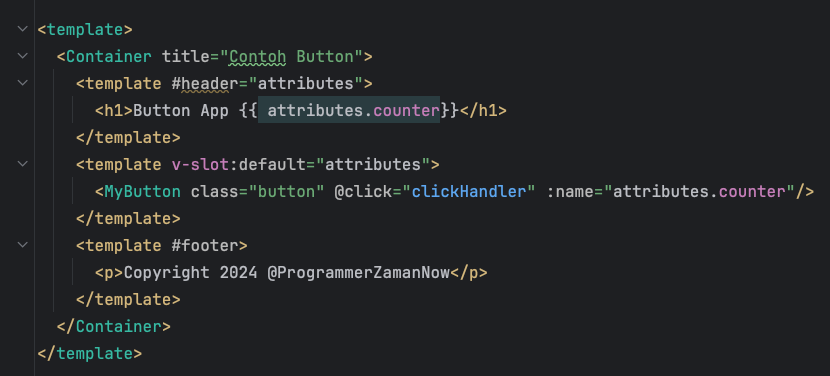 <template>
<Container title="Contoh Button">
<template #header="attributes">
<h1>Button App {{ attributes.counter}}</h1>
</template>
<template v-slot:default="attributes">
<MyButton class="button" @click="clickHandler" :name="attributes.counter"/>
</template>
<template #footer>
<p>Copyright 2024 @ProgrammerZamanNow</p>
</template>
</Container>
</template>